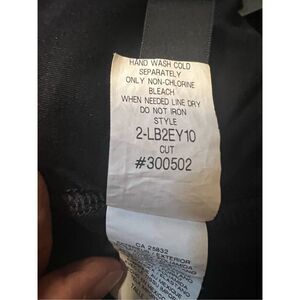 HAND WASH COLD
SEPARATELY
ONLY NON-CHLORINE
BLEACH
WHEN NEEDED LINE DRY
DO NOT IRON
STYLE
2-LB2EY10
CUT
#300502
CA 25832
EXTERIOR